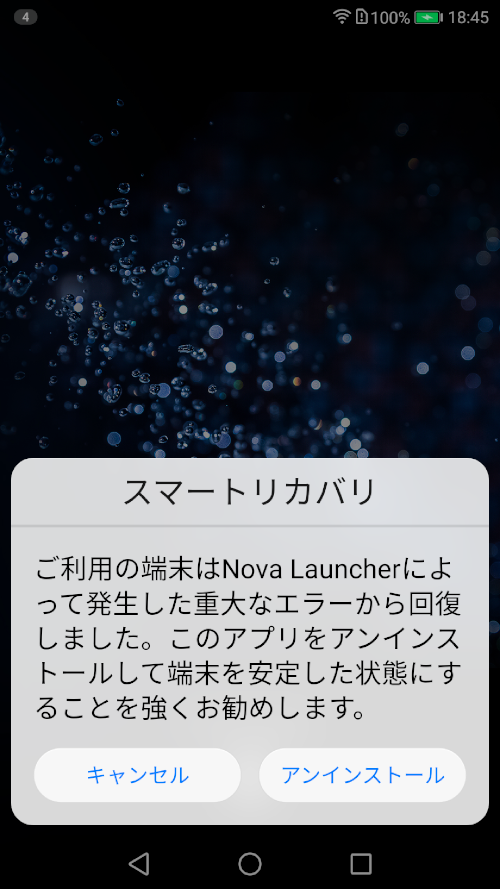 4 100% 18:45
スマートリカバリ
ご利用の端末はNova Launcherによ
って発生した重大なエラーから回復
しました。このアプリをアンインス
トールして端末を安定した状態にす
ることを強くお勧めします。
キャンセル アンインストール